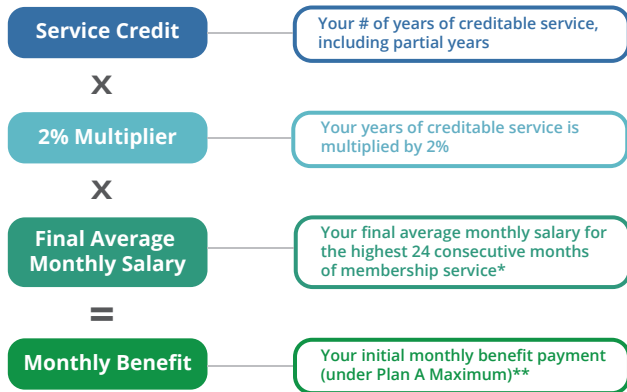 Service Credit
Your # of years of creditable service,
including partial years
x
2% Multiplier
Your years of creditable service is
multiplied by 2%
x
Final Average
Monthly Salary
Your final average monthly salary for
the highest 24 consecutive months
of membership service*
=
Monthly Benefit
Your initial monthly benefit payment
(under Plan A Maximum)**